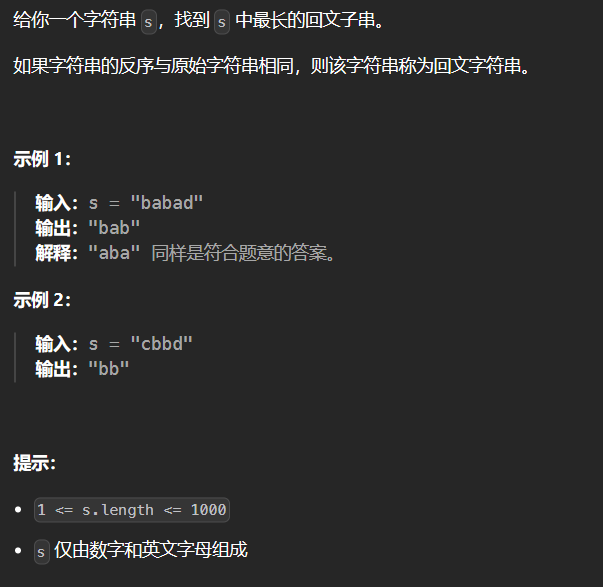 给你一个字符串 s，找到 s 中最长的回文子串。
如果字符串的反序与原始字符串相同，则该字符串称为回文字符串。
示例 1：
输入：s = "babad"
输出："bab"
解释："aba" 同样是符合题意的答案。
示例 2：
输入：s = "cbbd"
输出："bb"
提示：
• 1 <= s.length <= 1000
• s 仅由数字和英文字母组成